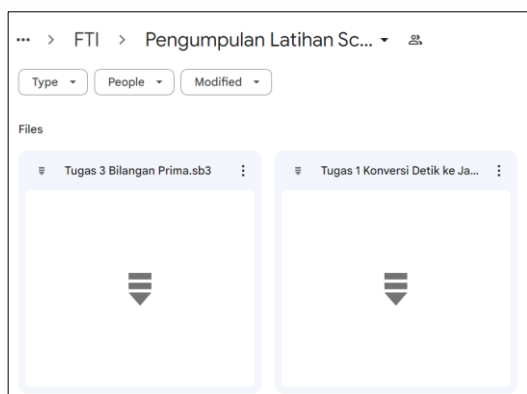 ... > FTI > Pengumpulan Latihan Sc...
Type People Modified
Files
Tugas 3 Bilangan Prima.sb3
Tugas 1 Konversi Detik ke Ja...